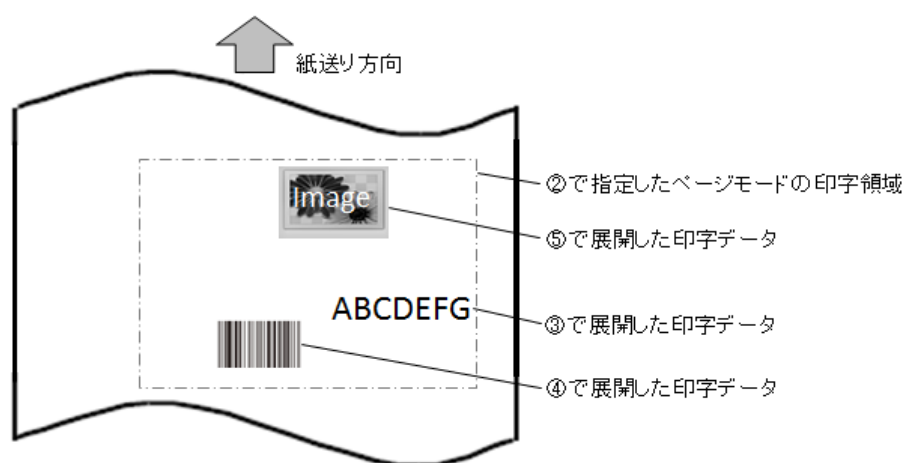 紙送り方向
②で指定したページモードの印字領域
Image
⑤で展開した印字データ
ABCDEFG
③で展開した印字データ
④で展開した印字データ